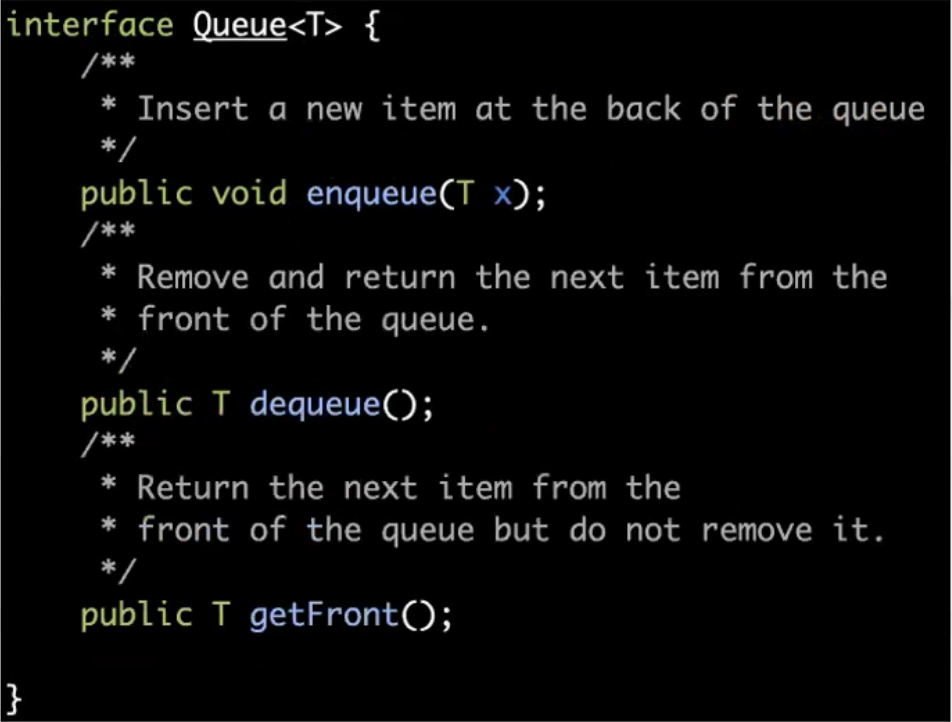 interface Queue<T> {
    /**
     * Insert a new item at the back of the queue
     */
    public void enqueue(T x);
    /**
     * Remove and return the next item from the
     * front of the queue.
     */
    public T dequeue();
    /**
     * Return the next item from the
     * front of the queue but do not remove it.
     */
    public T getFront();
}